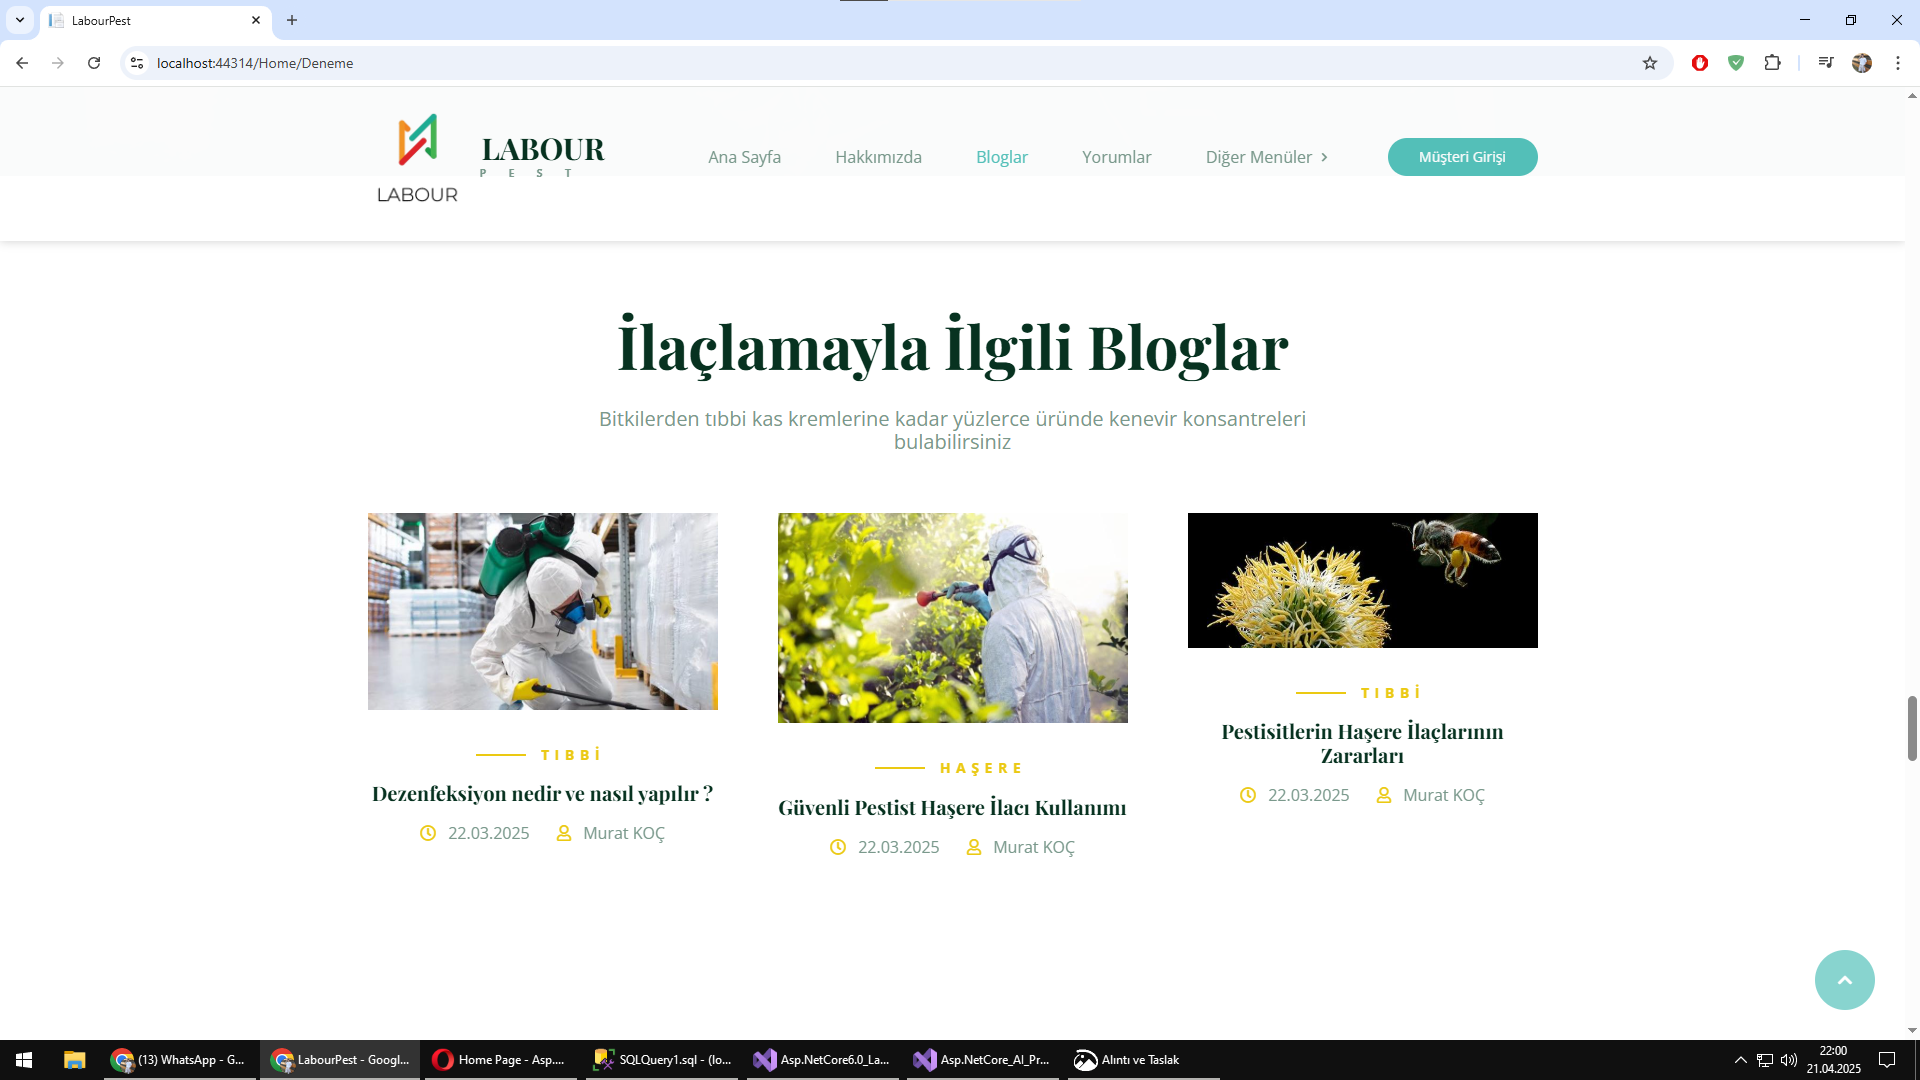 LabourPest
localhost:44314/Home/Deneme
LABOUR
PEST
LABOUR
Ana Sayfa
Hakkımızda
Bloglar
Yorumlar
Diğer Menüler
Müşteri Girişi
İlaçlamayla İlgili Bloglar
Bitkilerden tıbbi kas kremlerine kadar yüzlerce üründe kenevir konsantreleri
bulabilirsiniz
TIBBİ
Dezenfeksiyon nedir ve nasıl yapılır ?
22.03.2025 Murat KOÇ
HAŞERE
Güvenli Pestist Haşere İlacı Kullanımı
22.03.2025 Murat KOÇ
TIBBİ
Pestisitlerin Haşere İlaçlarının
Zararları
22.03.2025 Murat KOÇ
(13) WhatsApp - G...
LabourPest - Googl...
Home Page - Asp....
SQLQuery1.sql - (lo...
Asp.NetCore6.0_La...
Asp.NetCore_AI_Pr...
Alıntı ve Taslak
22:00
21.04.2025